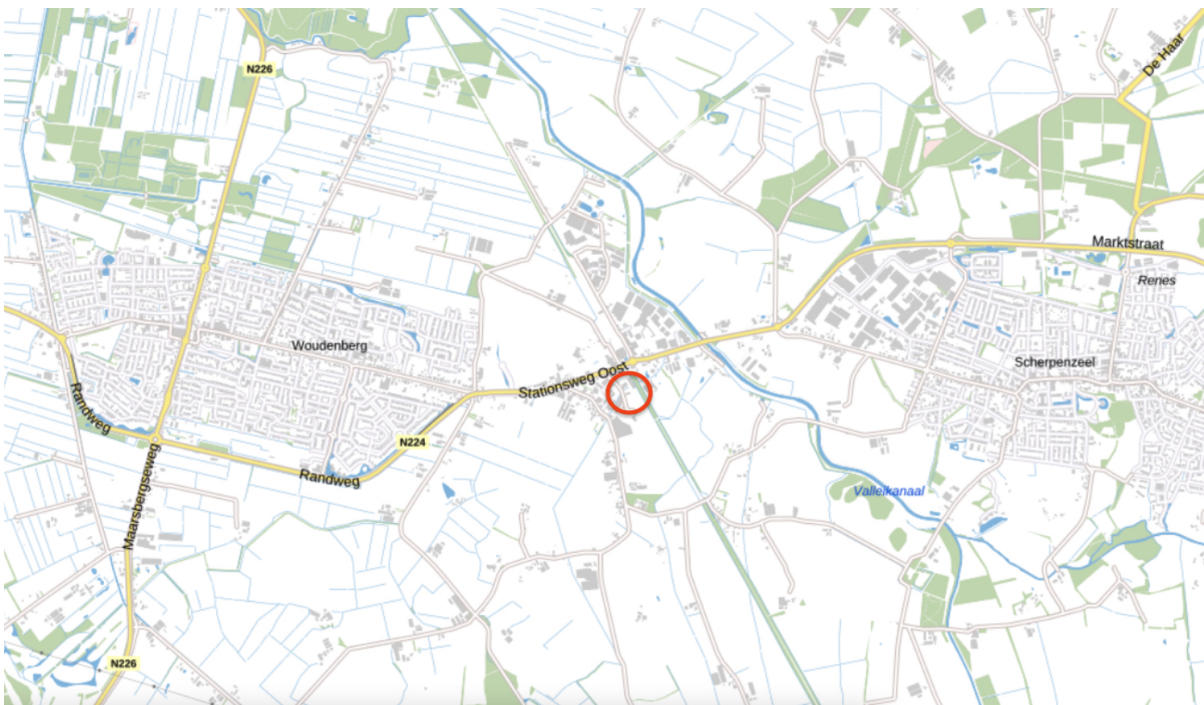 De Haar
N226
Marktstraat
Renes
Woudenberg
Scherpenzeel
Stationsweg Oost
Randweg
N224
Maarsbergseweg
Randweg
Valleikanaal
N226